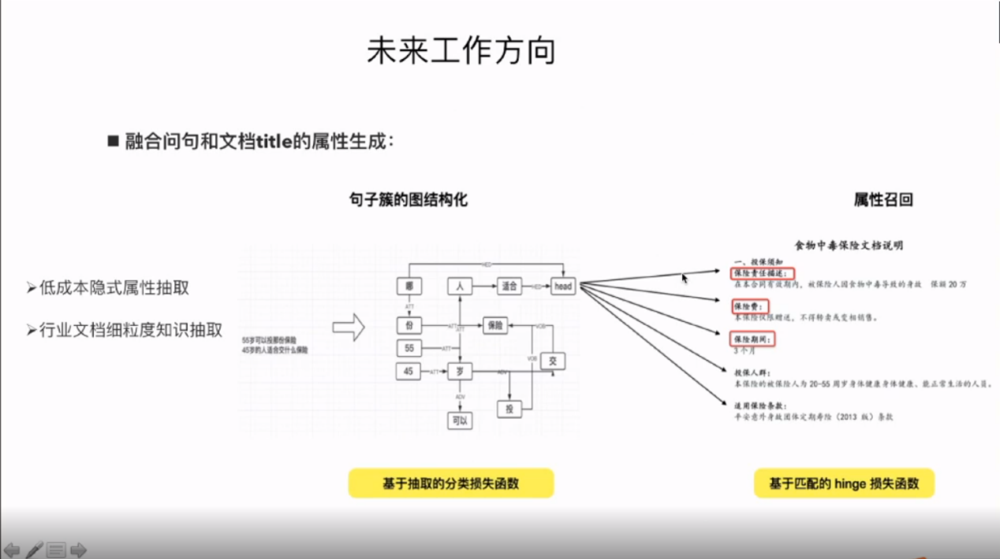 未来工作方向
■ 融合问句和文档title的属性生成：
句子簇的图结构化
属性召回
➢低成本隐式属性抽取
➢行业文档细粒度知识抽取
55岁可以投那份保险
45岁的人适合交什么保险
HED
哪
人
适合
HED
head
ATT
份
ATT
ATT
保险
VOB
55
ATT
VOB
交
45
ATT
岁
ADV
ADV
投
可以
食物中毒保险文档说明
一、投保须知
保险责任描述：
在本合同有效期内，被保险人因食物中毒导致的身故 保额 20 万
保险费：
本保险仅限赠送，不得转卖或变相销售。
保险期间：
3 个月
投保人群：
本保险的被保险人为 20-55 周岁身体健康身体健康、能正常生活的人员。
适用保险条款：
平安意外身故团体定期寿险（2013 版）条款
基于抽取的分类损失函数
基于匹配的 hinge 损失函数